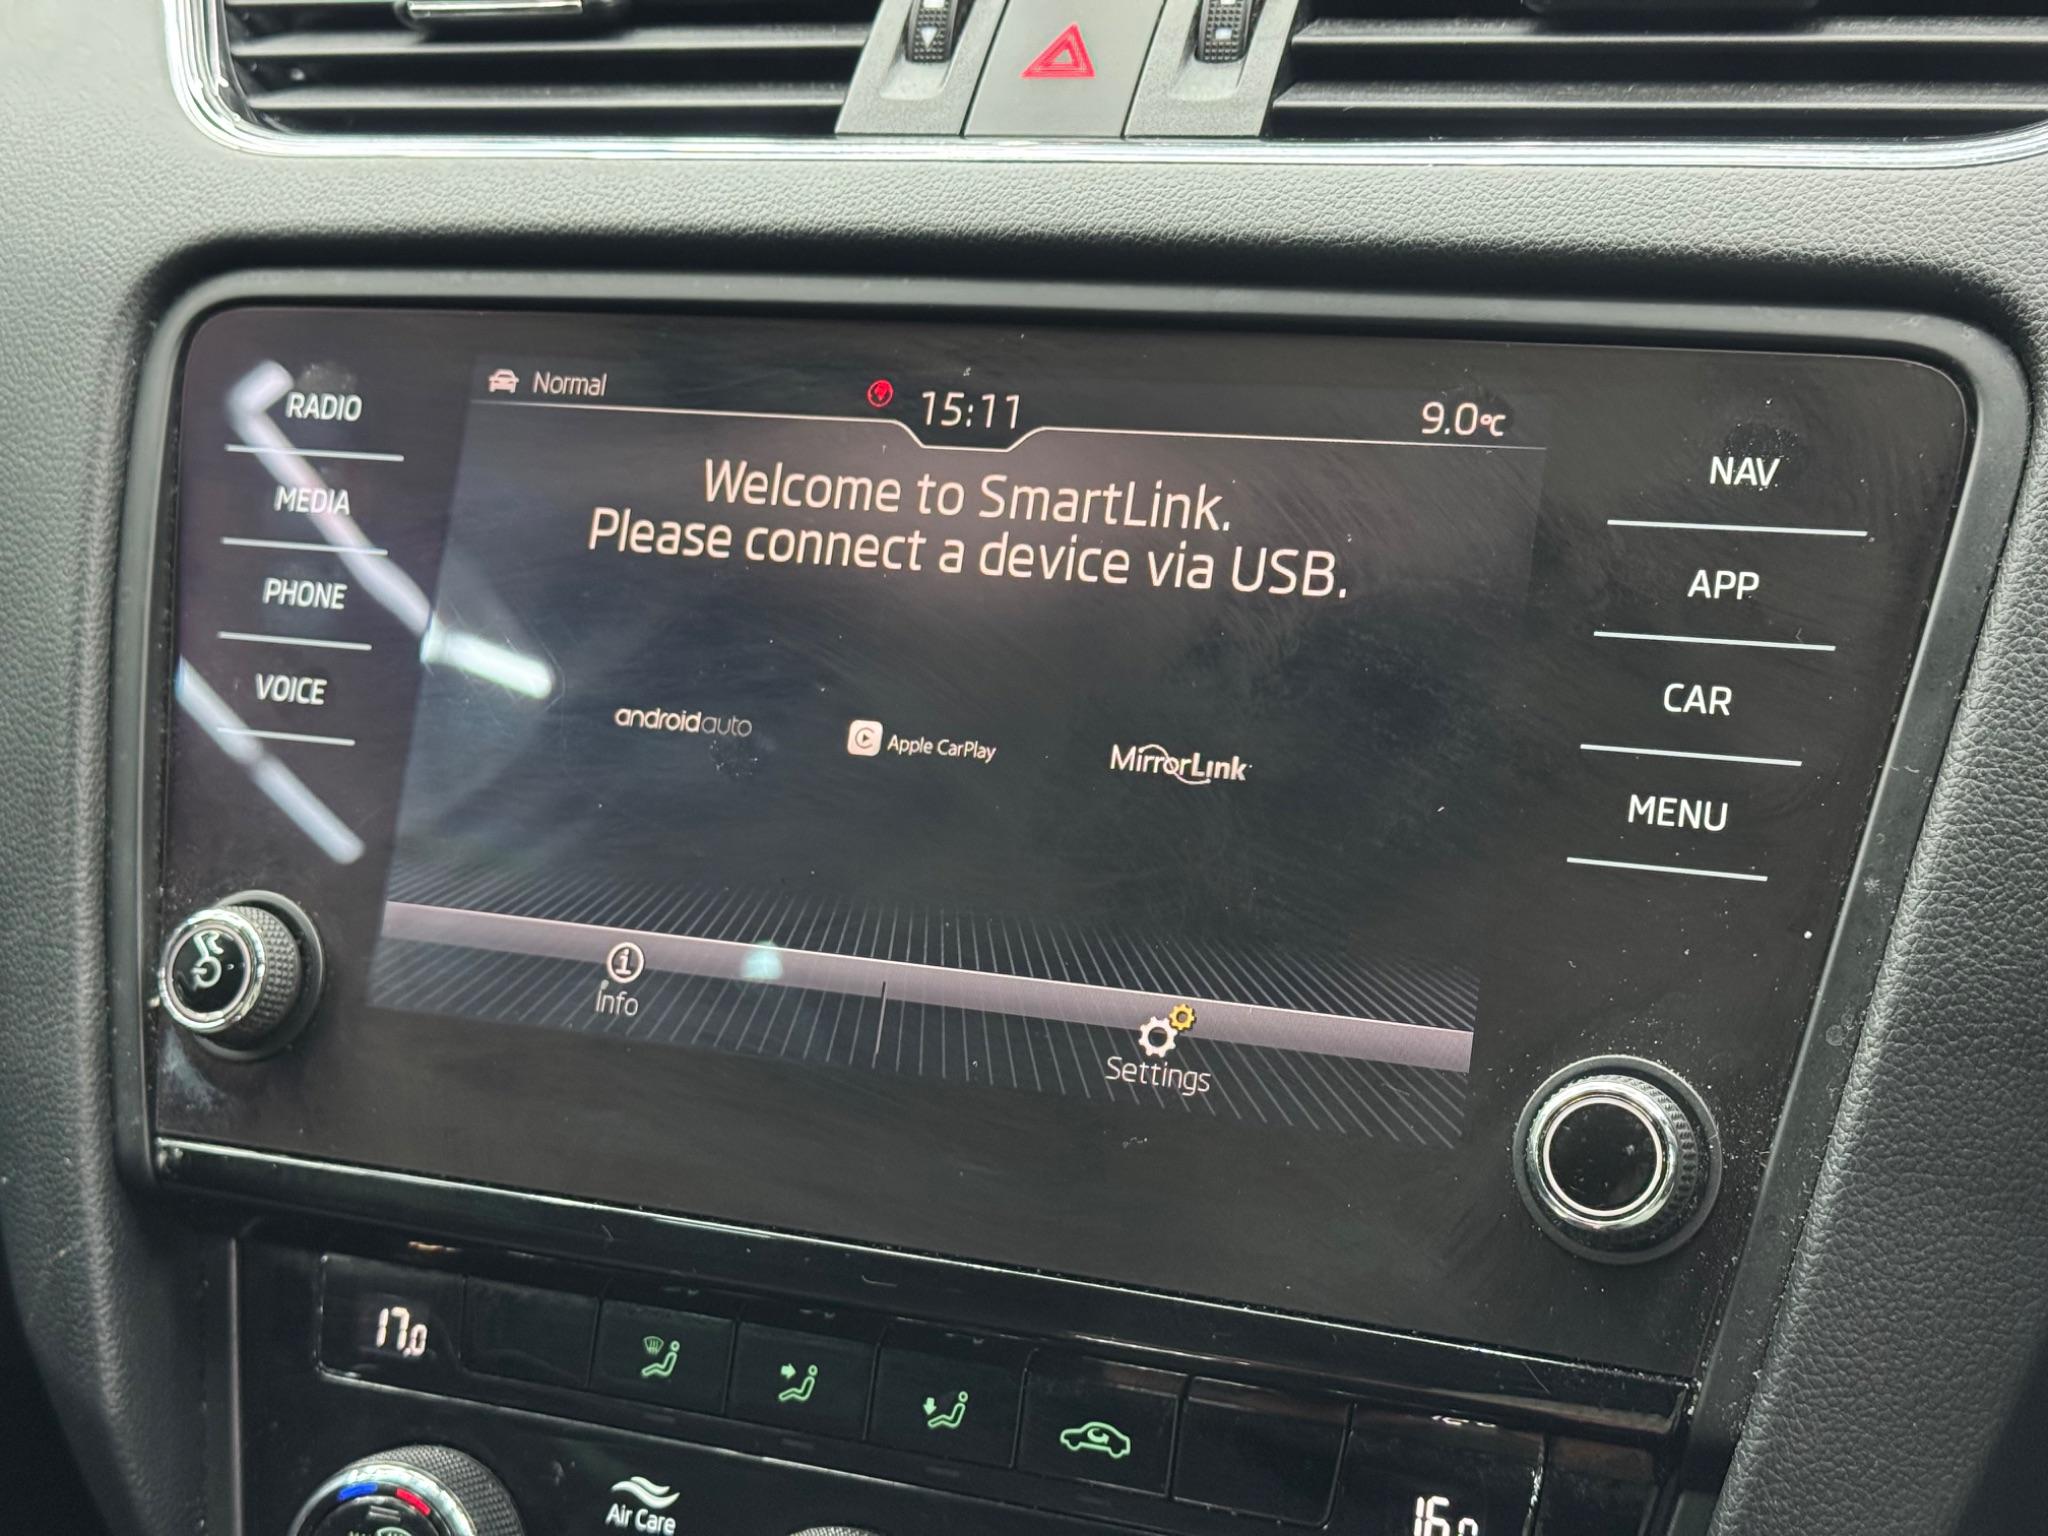 Normal
15:11
9.0°C
RADIO
MEDIA
PHONE
VOICE
Welcome to SmartLink.
Please connect a device via USB.
androidauto
Apple CarPlay
MirrorLink
Info
Settings
NAV
APP
CAR
MENU
17.0
Air Care
16.0